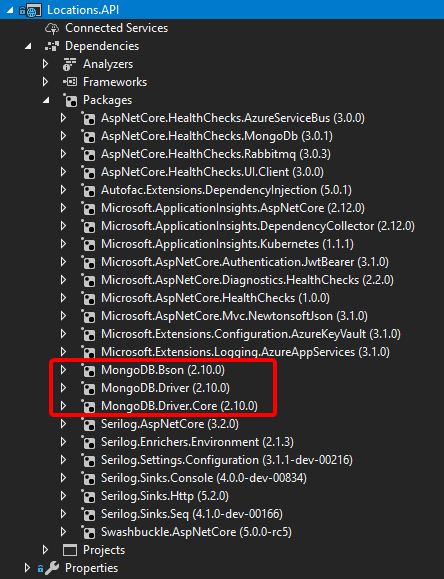 Locations.API
Connected Services
Dependencies
Analyzers
Frameworks
Packages
AspNetCore.HealthChecks.AzureServiceBus (3.0.0)
AspNetCore.HealthChecks.MongoDb (3.0.1)
AspNetCore.HealthChecks.Rabbitmq (3.0.3)
AspNetCore.HealthChecks.UI.Client (3.0.0)
Autofac.Extensions.DependencyInjection (5.0.1)
Microsoft.ApplicationInsights.AspNetCore (2.12.0)
Microsoft.ApplicationInsights.DependencyCollector (2.12.0)
Microsoft.ApplicationInsights.Kubernetes (1.1.1)
Microsoft.AspNetCore.Authentication.JwtBearer (3.1.0)
Microsoft.AspNetCore.Diagnostics.HealthChecks (2.2.0)
Microsoft.AspNetCore.HealthChecks (1.0.0)
Microsoft.AspNetCore.Mvc.NewtonsoftJson (3.1.0)
Microsoft.Extensions.Configuration.AzureKeyVault (3.1.0)
Microsoft.Extensions.Logging.AzureAppServices (3.1.0)
MongoDB.Bson (2.10.0)
MongoDB.Driver (2.10.0)
MongoDB.Driver.Core (2.10.0)
Serilog.AspNetCore (3.2.0)
Serilog.Enrichers.Environment (2.1.3)
Serilog.Settings.Configuration (3.1.1-dev-00216)
Serilog.Sinks.Console (4.0.0-dev-00834)
Serilog.Sinks.Http (5.2.0)
Serilog.Sinks.Seq (4.1.0-dev-00166)
Swashbuckle.AspNetCore (5.0.0-rc5)
Projects
Properties